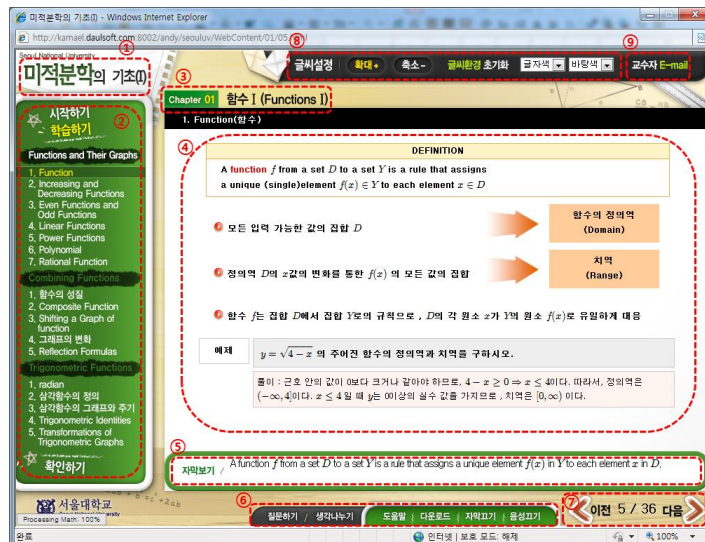 미적분학의 기초(I) - Windows Internet Explorer
http://kamael.daulsoft.com:8002/andy/seouluv/WebContent/01/05.
Seoul National University
①
미적분학의 기초(I)
⑧
글씨설정 확대+ 축소- 글씨환경 초기화 글자색 바탕색
⑨
교수자 E-mail
③
Chapter 01 함수 I (Functions I)
1. Function(함수)
②
시작하기
학습하기
Functions and Their Graphs
1. Function
2. Increasing and
Decreasing Functions
3. Even Functions and
Odd Functions
4. Linear Functions
5. Power Functions
6. Polynomial
7. Rational Function
Combining Functions
1. 함수의 성질
2. Composite Function
3. Shifting a Graph of
function
4. 그래프의 변화
5. Reflection Formulas
Trigonometric Functions
1. radian
2. 삼각함수의 정의
3. 삼각함수의 그래프와 주기
4. Trigonometric Identities
5. Transformations of
Trigonometric Graphs
확인하기
④
DEFINITION
A function f from a set D to a set Y is a rule that assigns
a unique (single)element f(x) ∈ Y to each element x ∈ D
모든 입력 가능한 값의 집합 D
함수의 정의역
(Domain)
정의역 D의 x값의 변화를 통한 f(x) 의 모든 값의 집합
치역
(Range)
함수 f는 집합 D에서 집합 Y로의 규칙으로 , D의 각 원소 x가 Y의 원소 f(x)로 유일하게 대응
예제 y = √(4 − x) 의 주어진 함수의 정의역과 치역을 구하시오.
풀이 : 근호 안의 값이 0보다 크거나 같아야 하므로, 4 − x ≥ 0 ⇒ x ≤ 4이다. 따라서, 정의역은
(−∞, 4]이다. x ≤ 4 일 때 y는 0이상의 실수 값을 가지므로 , 치역은 [0, ∞) 이다.
⑤
자막보기 / A function f from a set D to a set Y is a rule that assigns a unique element f(x) in Y to each element x in D.
서울대학교
Processing Math: 100%
⑥
질문하기 / 생각나누기 도움말 | 다운로드 | 자막끄기 | 음성끄기
⑦
이전 5 / 36 다음
완료 인터넷 | 보호 모드: 해제 100%